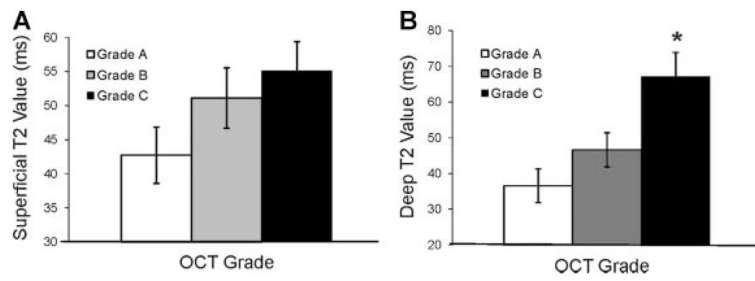 A
Superficial T2 Value (ms)
60
55
50
45
40
35
30
Grade A
Grade B
Grade C
OCT Grade
B
Deep T2 Value (ms)
80
70
60
50
40
30
20
Grade A
Grade B
Grade C
*
OCT Grade